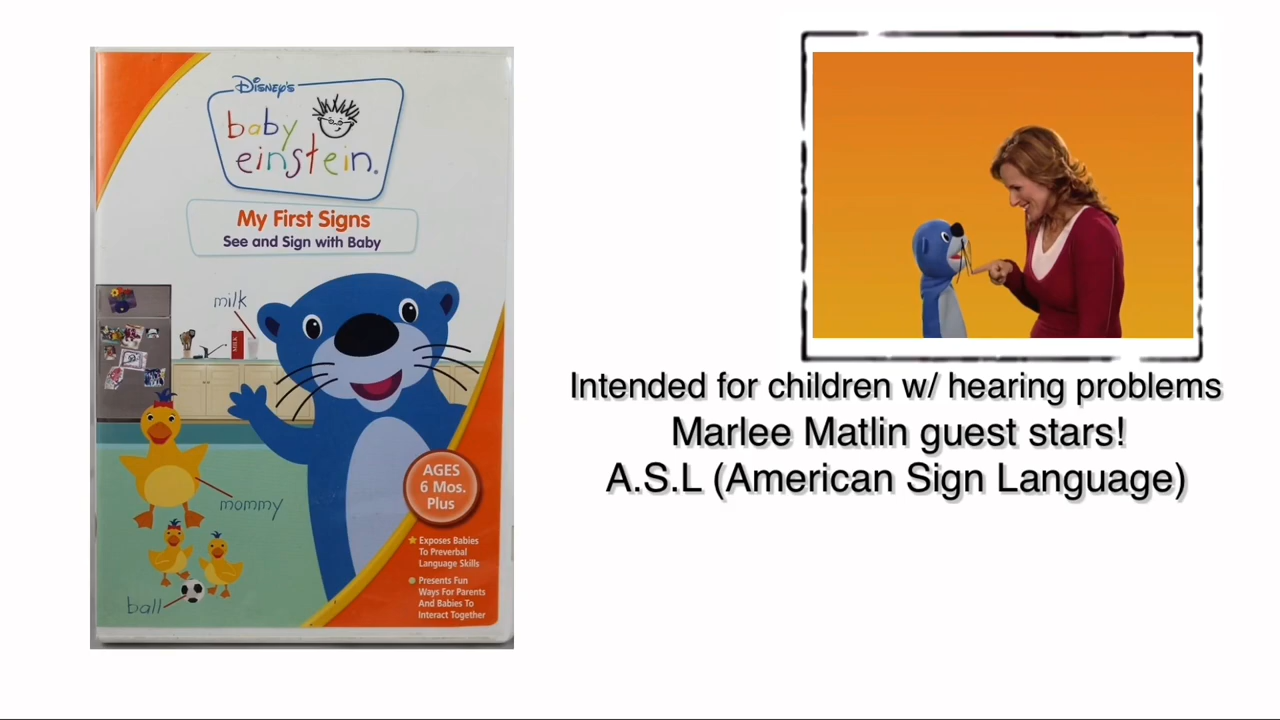 Disney's
baby
einstein.
My First Signs
See and Sign with Baby
milk
MILK
mommy
ball
AGES
6 Mos.
Plus
Exposes Babies
To Preverbal
Language Skills
Presents Fun
Ways For Parents
And Babies To
Interact Together
Intended for children w/ hearing problems
Marlee Matlin guest stars!
A.S.L (American Sign Language)